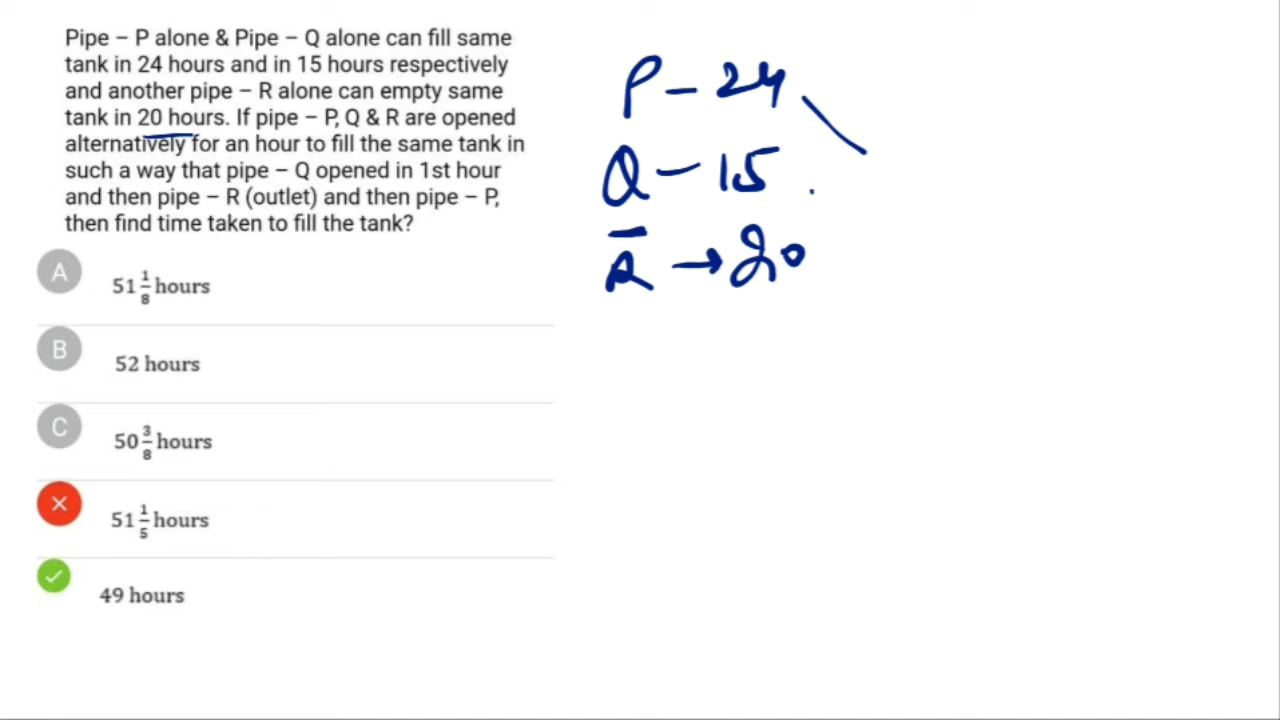 Pipe – P alone & Pipe – Q alone can fill same
tank in 24 hours and in 15 hours respectively
and another pipe – R alone can empty same
tank in 20 hours. If pipe – P, Q & R are opened
alternatively for an hour to fill the same tank in
such a way that pipe – Q opened in 1st hour
and then pipe – R (outlet) and then pipe – P,
then find time taken to fill the tank?
A 51 1/8 hours
B 52 hours
C 50 3/8 hours
51 1/5 hours
49 hours
P – 24
Q – 15
R → 20